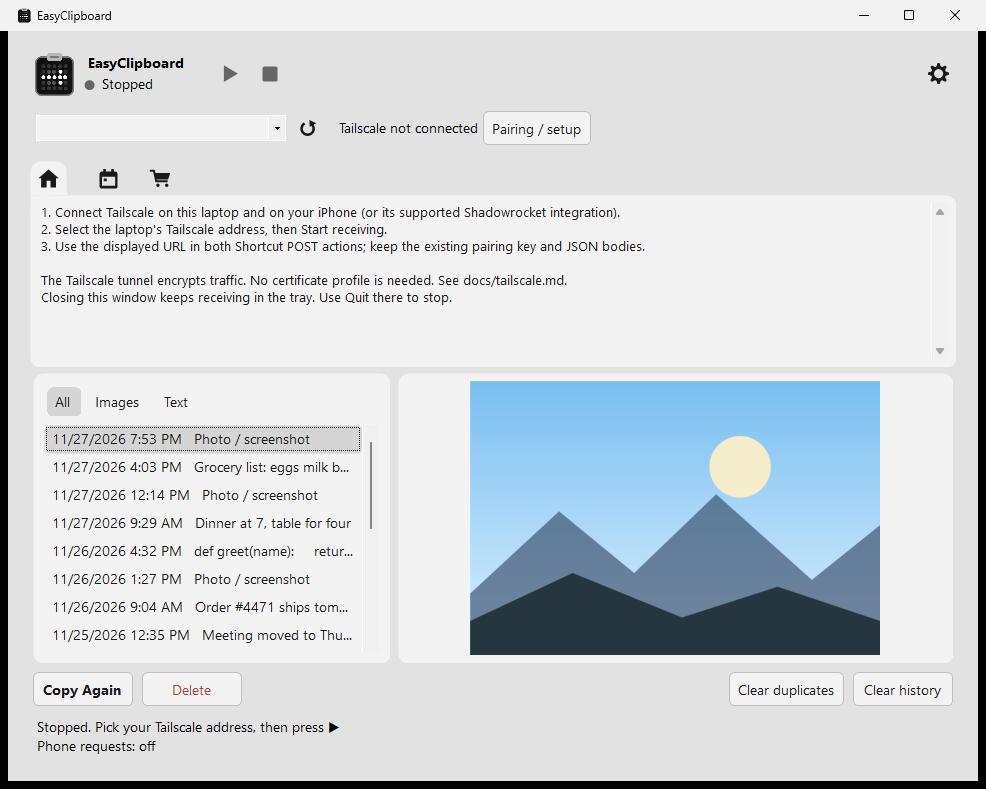 EasyClipboard
EasyClipboard
Stopped
Tailscale not connected
Pairing / setup
1. Connect Tailscale on this laptop and on your iPhone (or its supported Shadowrocket integration).
2. Select the laptop's Tailscale address, then Start receiving.
3. Use the displayed URL in both Shortcut POST actions; keep the existing pairing key and JSON bodies.
The Tailscale tunnel encrypts traffic. No certificate profile is needed. See docs/tailscale.md.
Closing this window keeps receiving in the tray. Use Quit there to stop.
All Images Text
11/27/2026 7:53 PM Photo / screenshot
11/27/2026 4:03 PM Grocery list: eggs milk b...
11/27/2026 12:14 PM Photo / screenshot
11/27/2026 9:29 AM Dinner at 7, table for four
11/26/2026 4:32 PM def greet(name): retur...
11/26/2026 1:27 PM Photo / screenshot
11/26/2026 9:04 AM Order #4471 ships tom...
11/25/2026 12:35 PM Meeting moved to Thu...
Copy Again Delete Clear duplicates Clear history
Stopped. Pick your Tailscale address, then press ▶
Phone requests: off